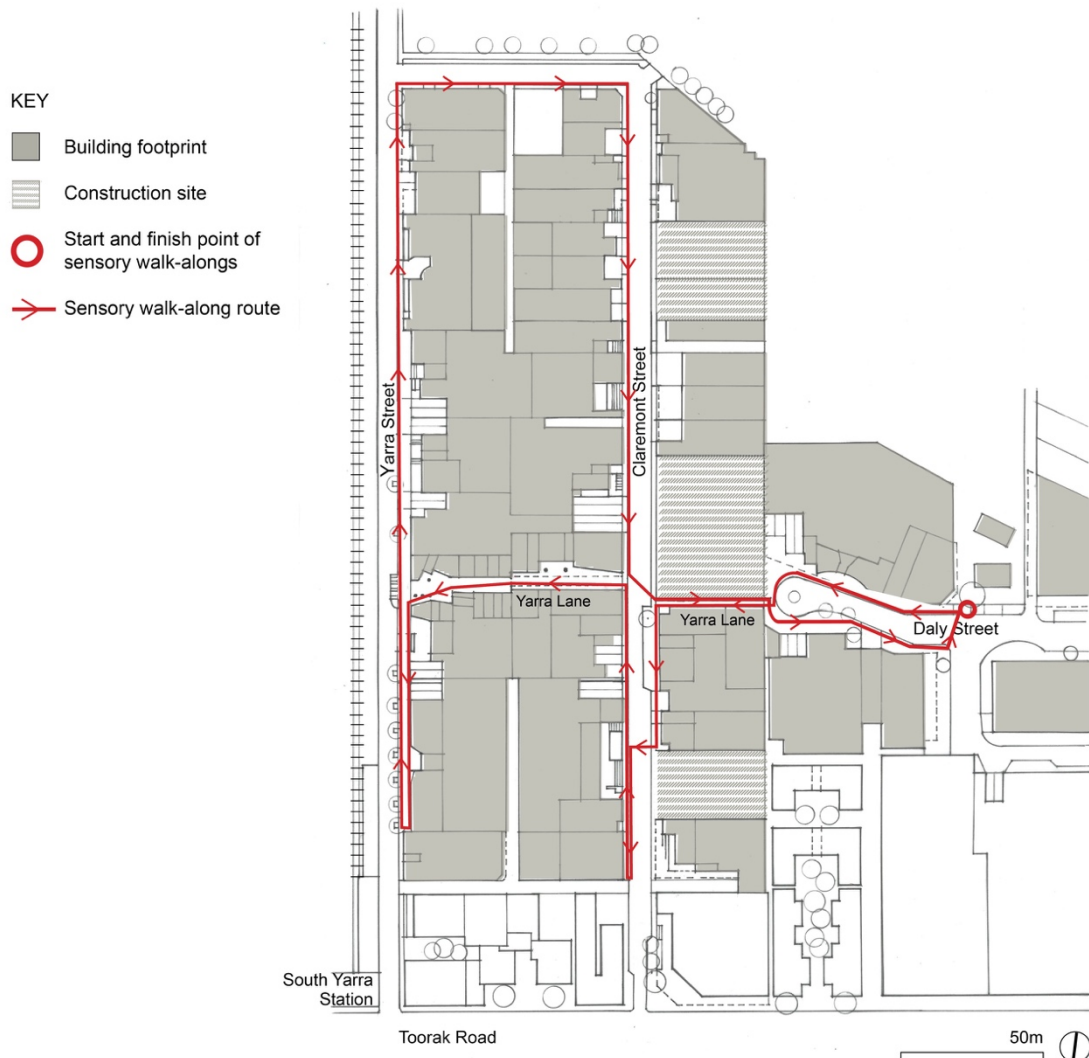 KEY
Building footprint
Construction site
Start and finish point of
sensory walk-alongs
Sensory walk-along route
Yarra Street
Claremont Street
Yarra Lane
Yarra Lane
Daly Street
South Yarra
Station
Toorak Road
50m